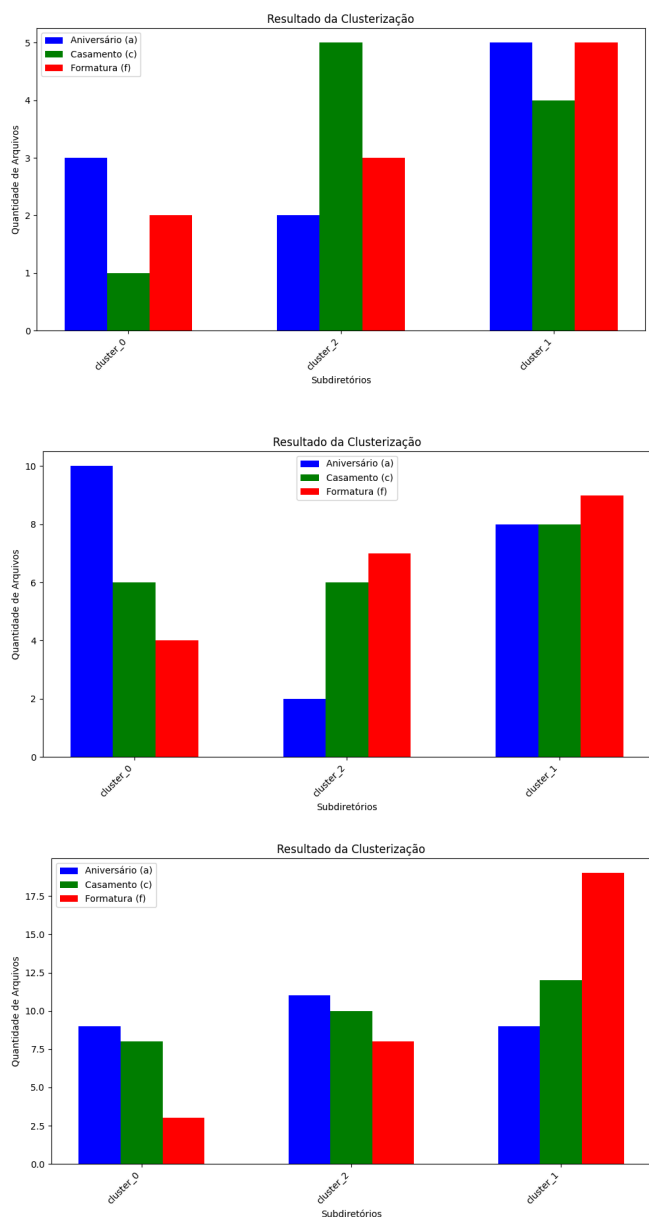 Resultado da Clusterização
Aniversário (a)
Casamento (c)
Formatura (f)
Quantidade de Arquivos
5
4
3
2
1
0
cluster_0
cluster_2
cluster_1
Subdiretórios
Resultado da Clusterização
Aniversário (a)
Casamento (c)
Formatura (f)
Quantidade de Arquivos
10
8
6
4
2
0
cluster_0
cluster_2
cluster_1
Subdiretórios
Resultado da Clusterização
Aniversário (a)
Casamento (c)
Formatura (f)
Quantidade de Arquivos
17.5
15.0
12.5
10.0
7.5
5.0
2.5
0.0
cluster_0
cluster_2
cluster_1
Subdiretórios